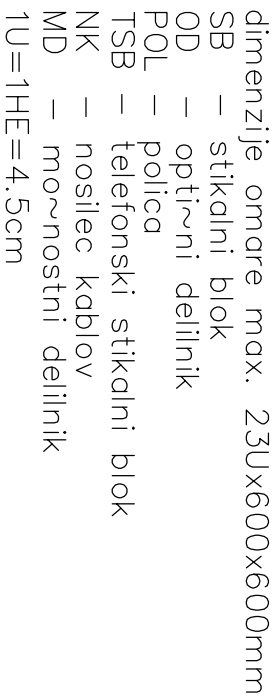 dimenzije omare max. 23Ux600x600mm
SB – stikalni blok
OD – opti~ni delilnik
POL – polica
TSB – telefonski stikalni blok
NK – nosilec kablov
MD – mo~nostni delilnik
1U=1HE=4.5cm